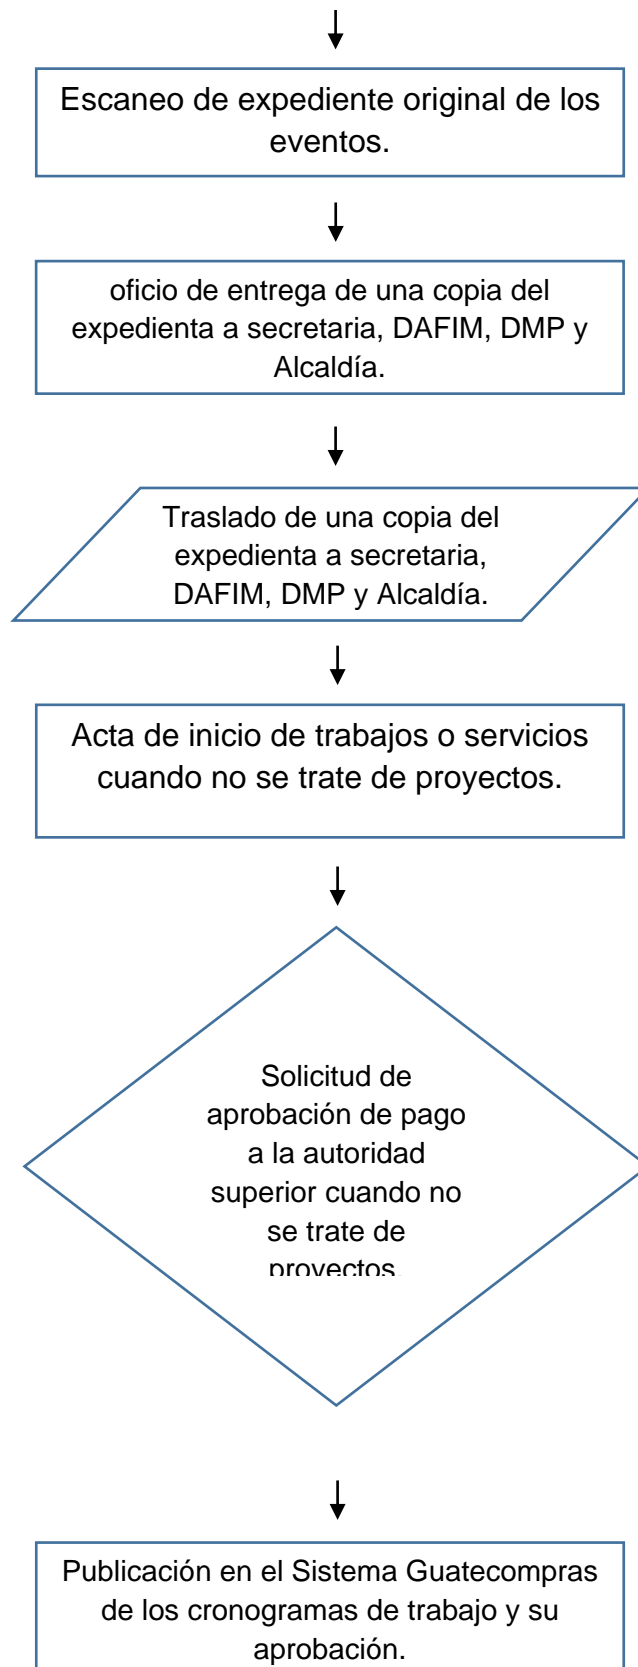 Escaneo de expediente original de los
eventos.
oficio de entrega de una copia del
expedienta a secretaria, DAFIM, DMP y
Alcaldía.
Traslado de una copia del
expedienta a secretaria,
DAFIM, DMP y Alcaldía.
Acta de inicio de trabajos o servicios
cuando no se trate de proyectos.
Solicitud de
aprobación de pago
a la autoridad
superior cuando no
se trate de
proyectos.
Publicación en el Sistema Guatecompras
de los cronogramas de trabajo y su
aprobación.